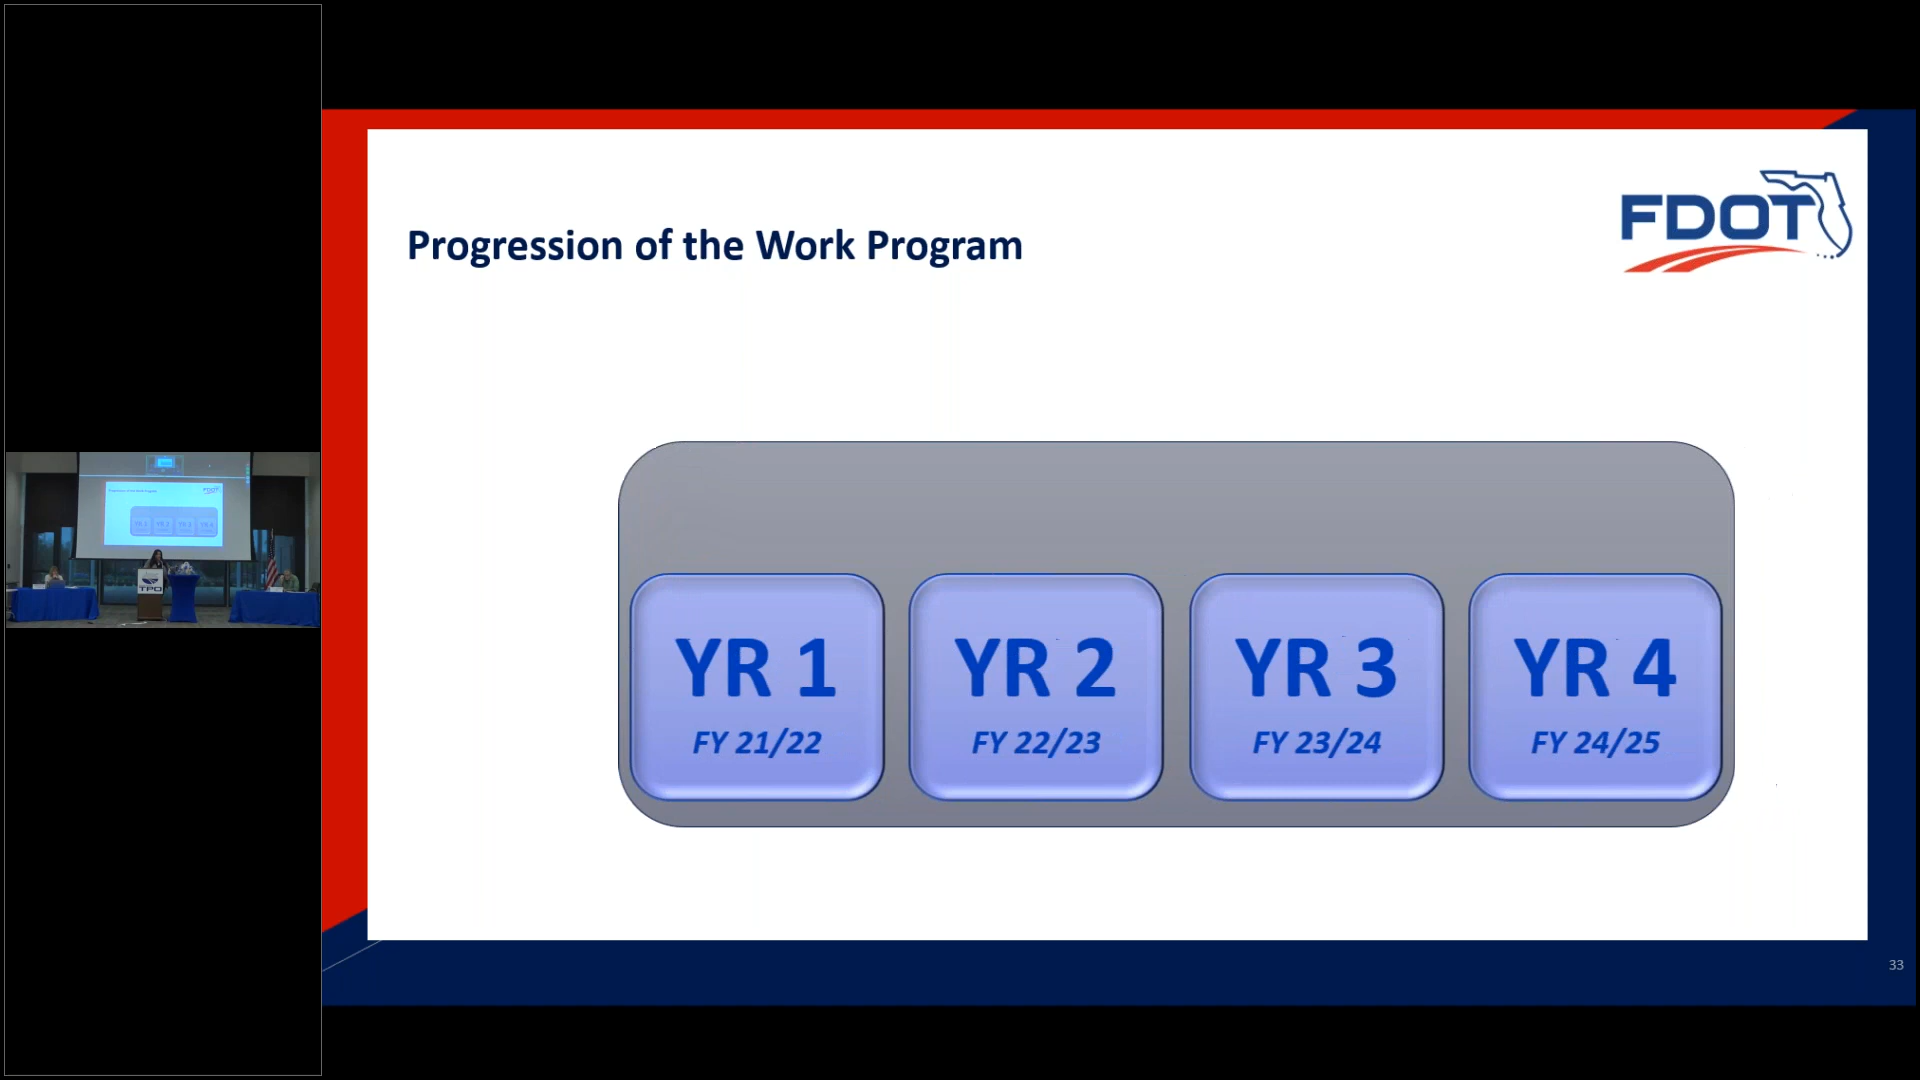 Progression of the Work Program
FDOT
YR 1
FY 21/22
YR 2
FY 22/23
YR 3
FY 23/24
YR 4
FY 24/25
33
TPO